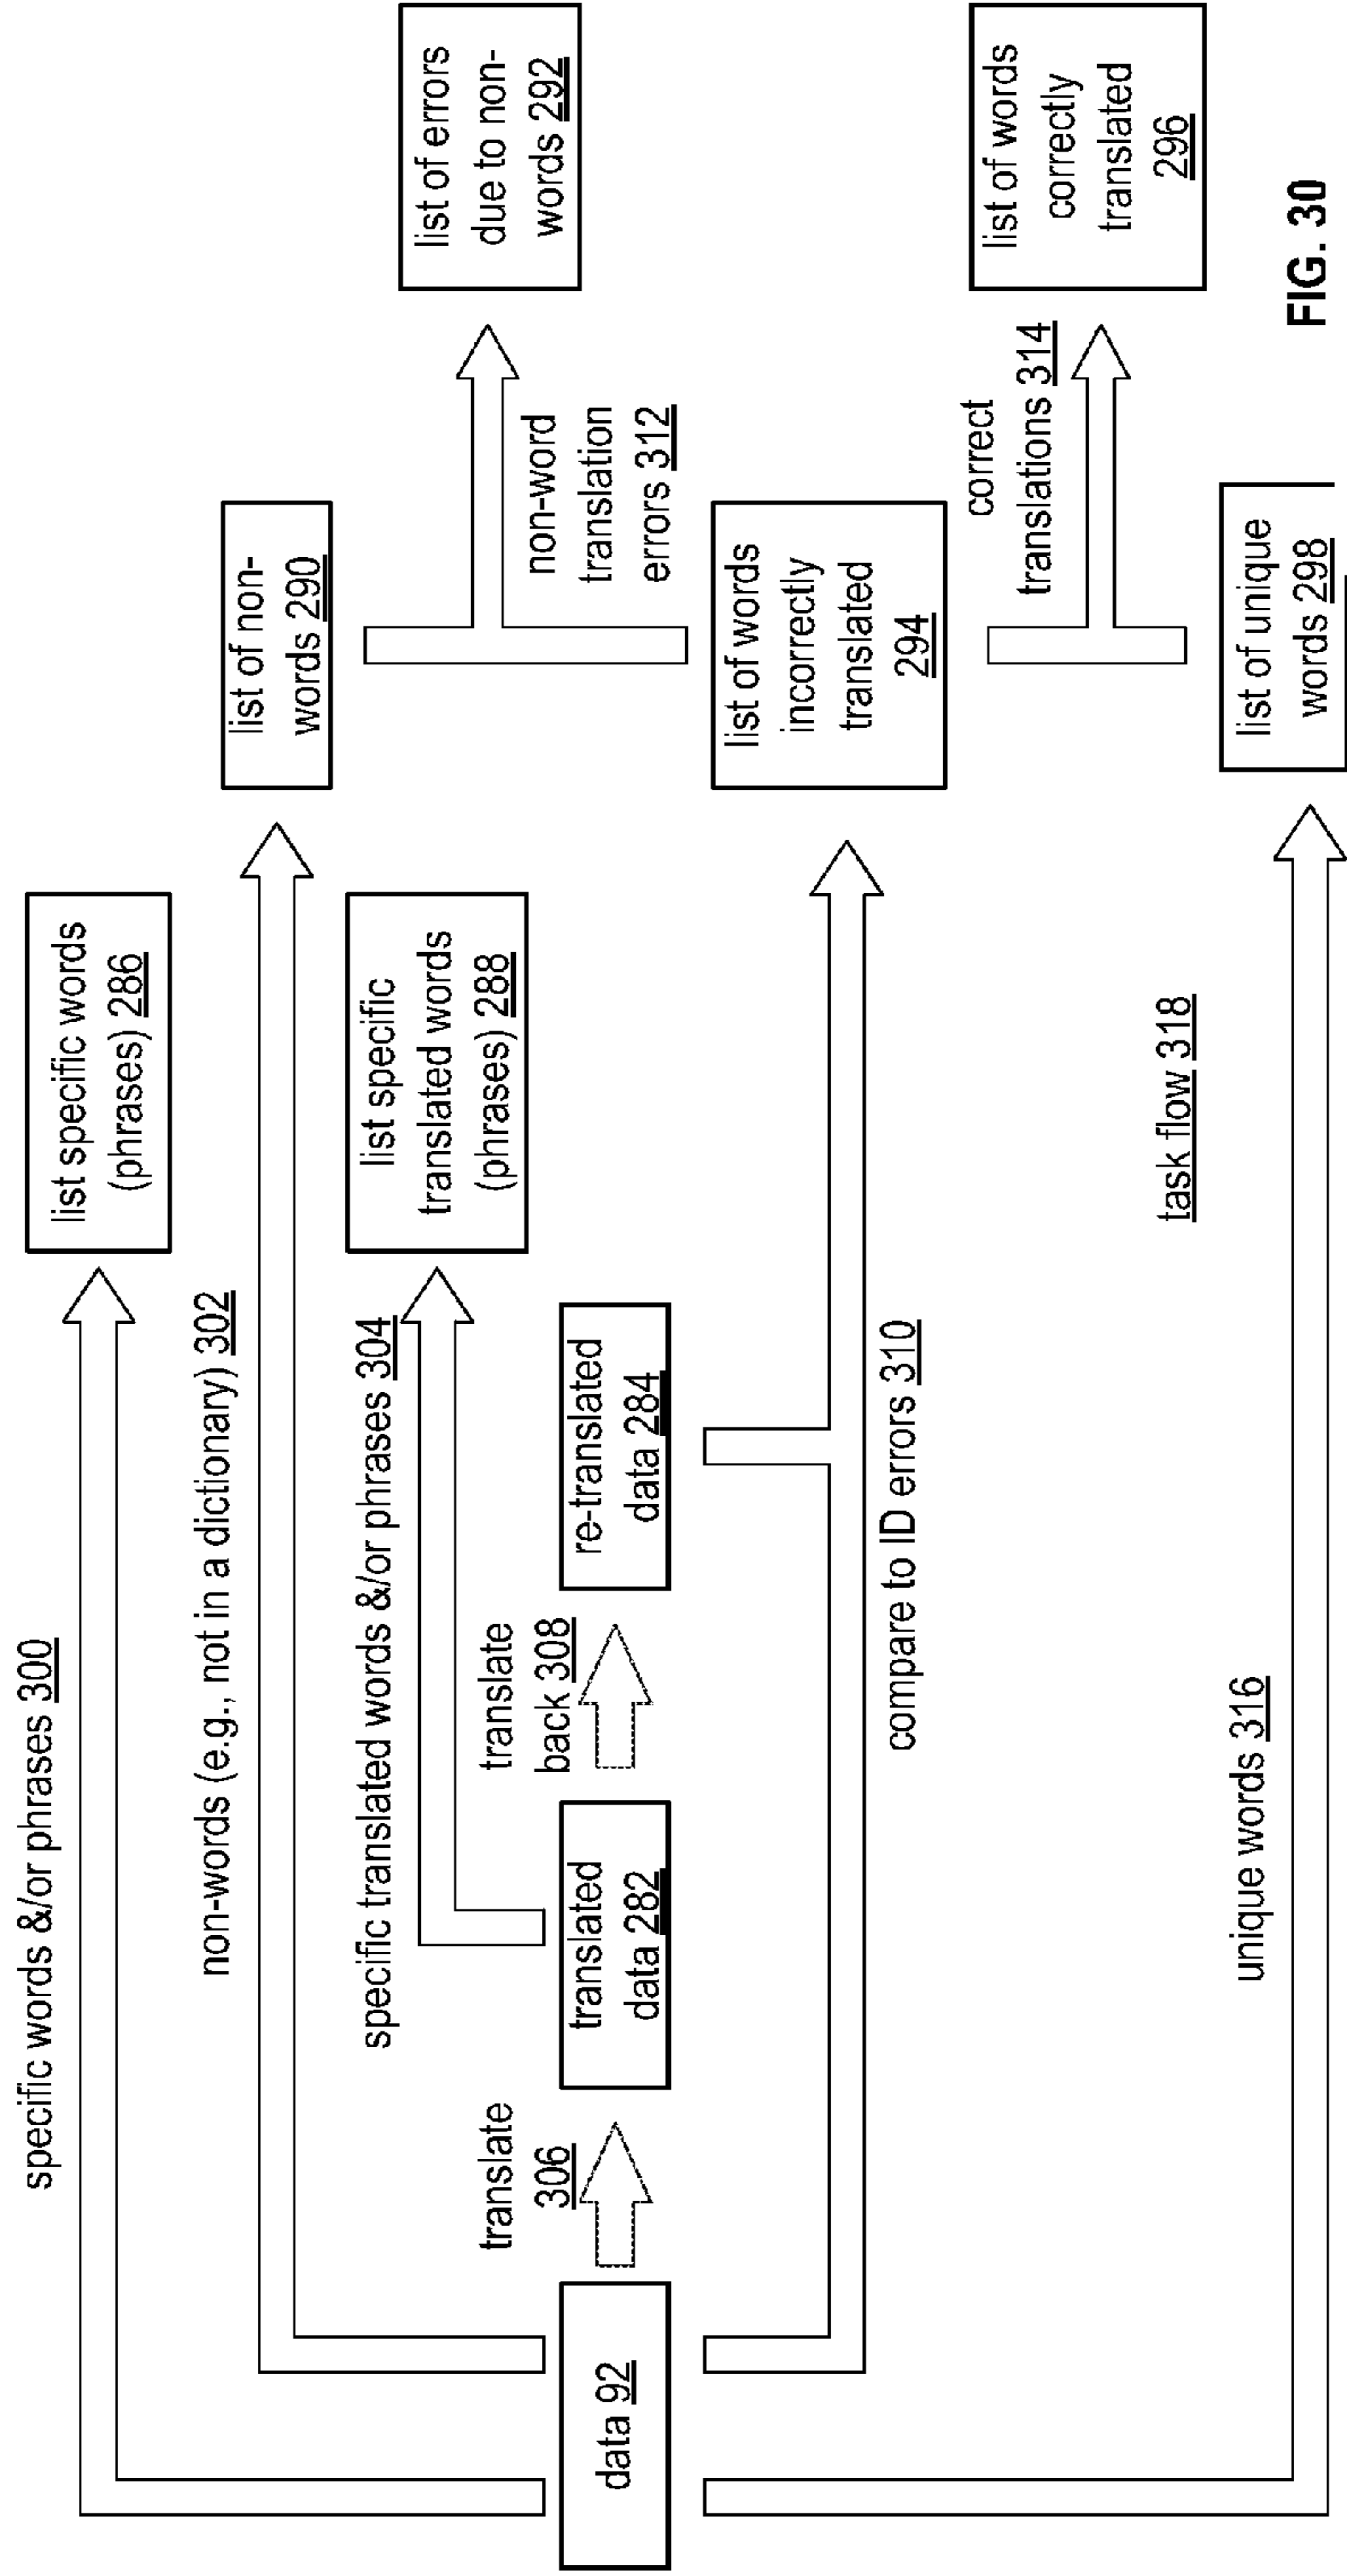 specific words &/or phrases 300
list specific words
(phrases) 286
non-words (e.g., not in a dictionary) 302
list of non-
words 290
specific translated words &/or phrases 304
list specific
translated words
(phrases) 288
list of errors
due to non-
words 292
non-word
translation
errors 312
data 92
translate
306
translated
data 282
translate
back 308
re-translated
data 284
compare to ID errors 310
list of words
incorrectly
translated
294
correct
translations 314
list of words
correctly
translated
296
task flow 318
unique words 316
list of unique
words 298
FIG. 30